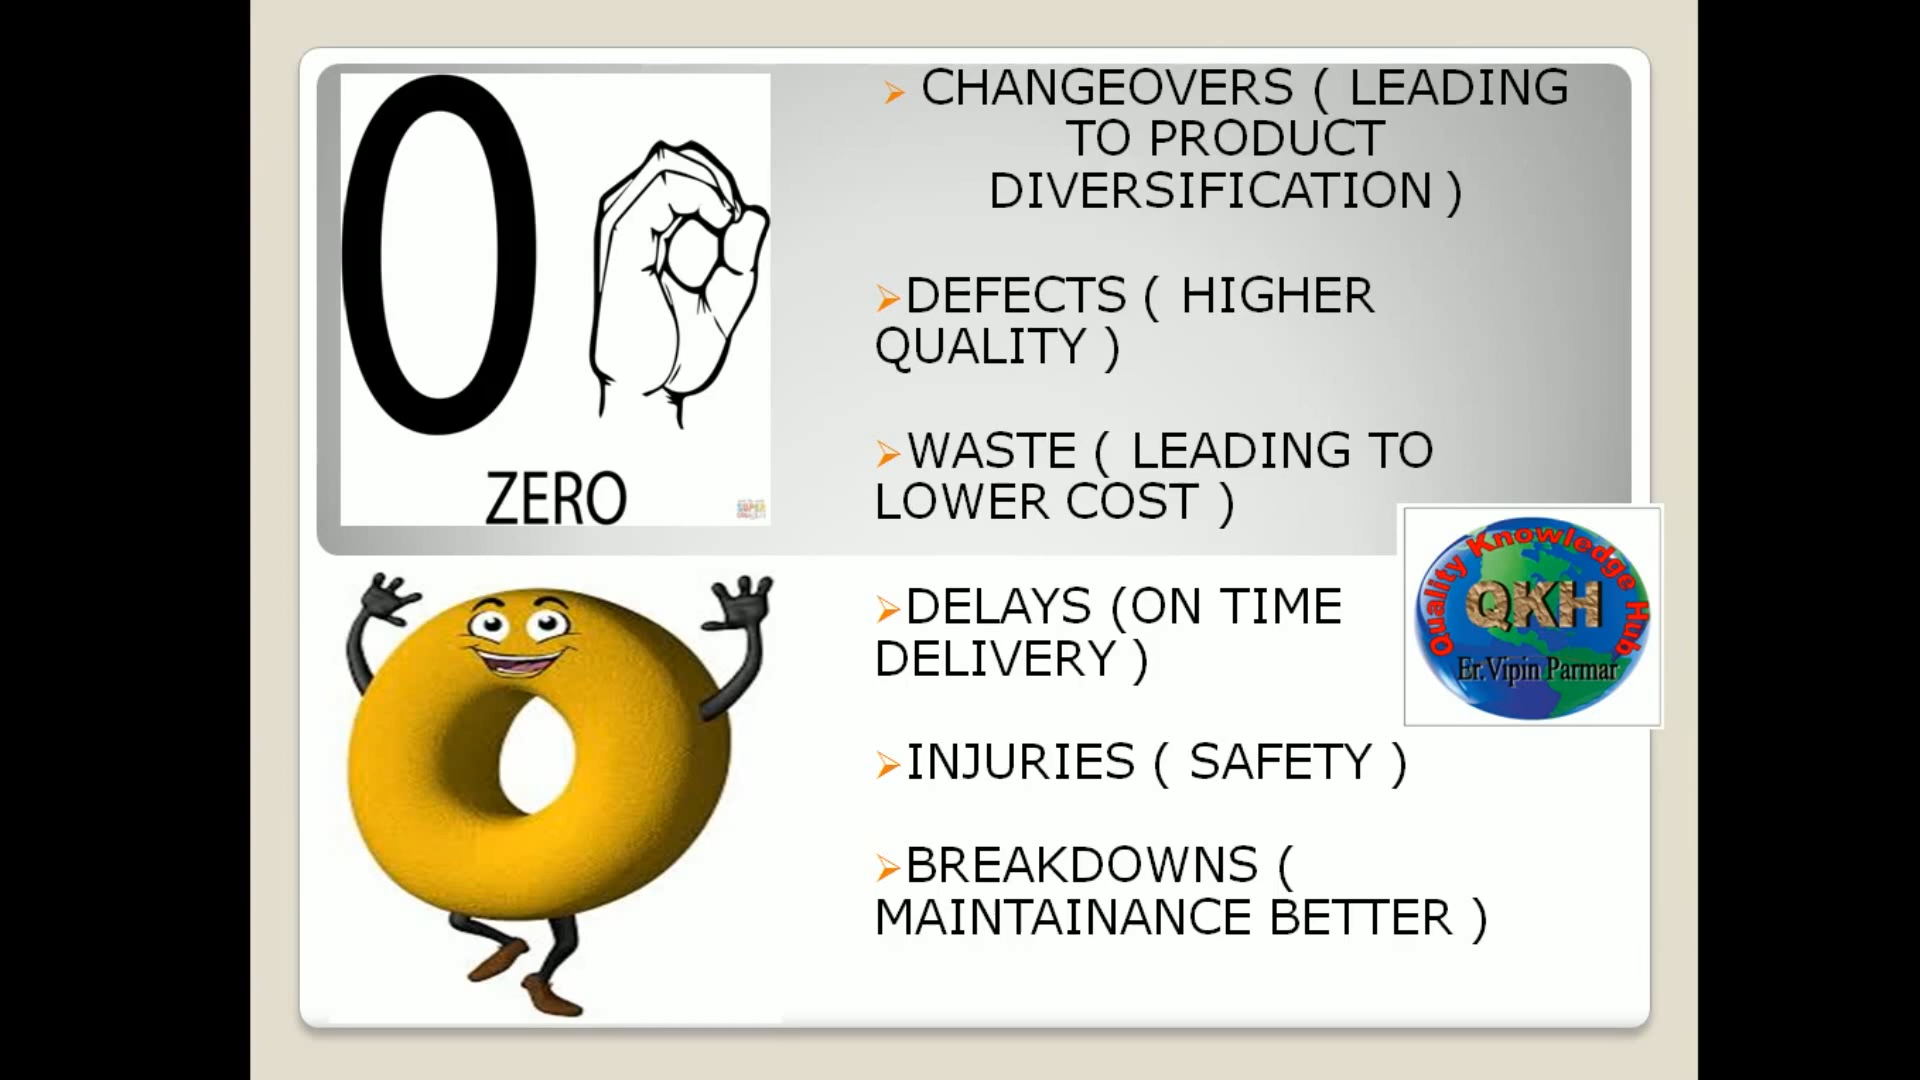 0
ZERO
➢ CHANGEOVERS ( LEADING
TO PRODUCT
DIVERSIFICATION )
➢DEFECTS ( HIGHER
QUALITY )
➢WASTE ( LEADING TO
LOWER COST )
➢DELAYS (ON TIME
DELIVERY )
➢INJURIES ( SAFETY )
➢BREAKDOWNS (
MAINTAINANCE BETTER )
Quality Knowledge Hub
QKH
Er.Vipin Parmar